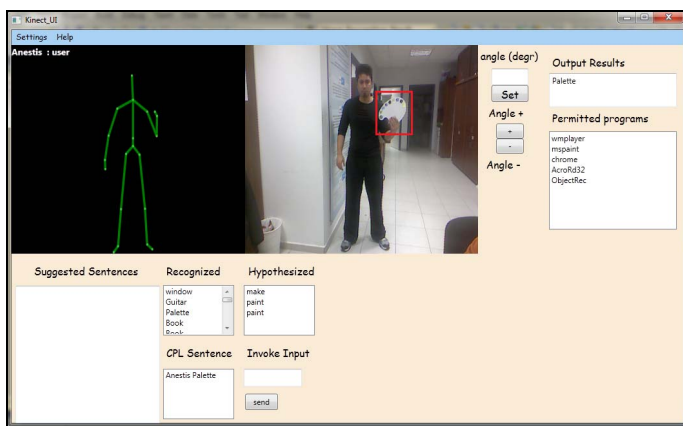 Kinect_UI
Settings Help
Anestis : user
angle (degr)
Set
Angle +
+
-
Angle -
Output Results
Palette
Permitted programs
wmplayer
mspaint
chrome
AcroRd32
ObjectRec
Suggested Sentences
Recognized
window
Guitar
Palette
Book
Book
Hypothesized
make
paint
paint
CPL Sentence
Anestis Palette
Invoke Input
send